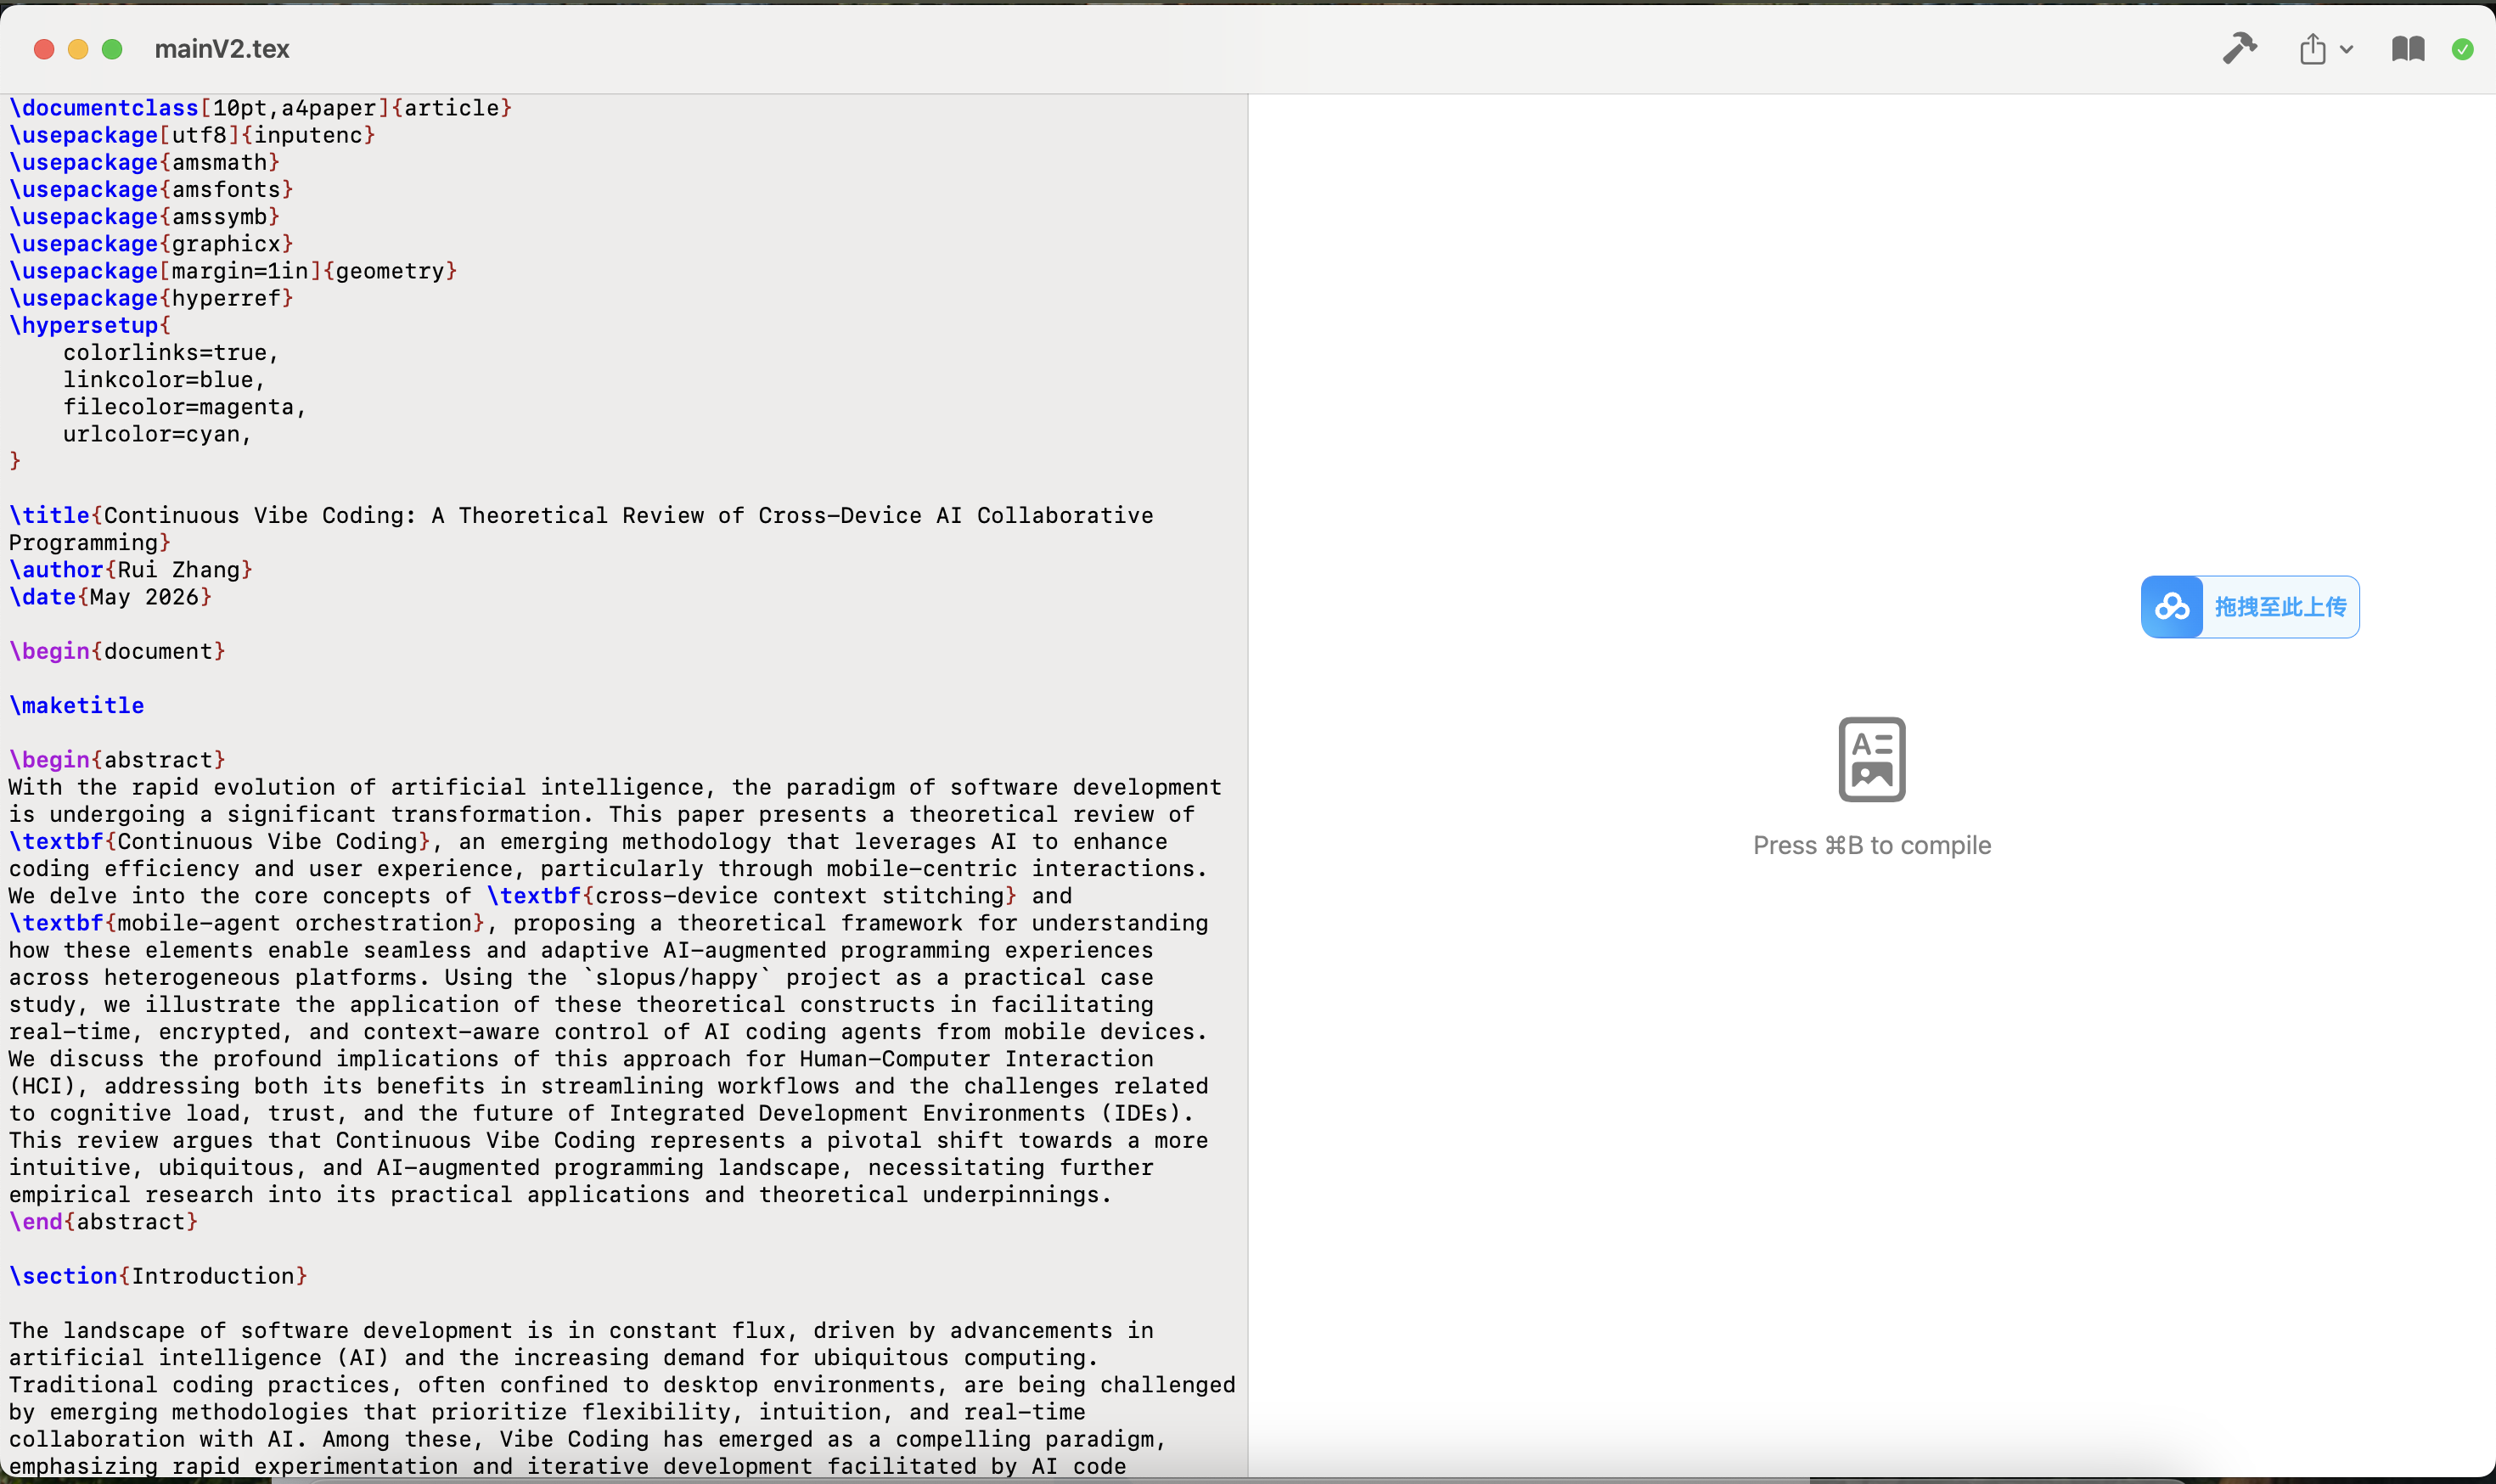 mainV2.tex
\documentclass[10pt,a4paper]{article}
\usepackage[utf8]{inputenc}
\usepackage{amsmath}
\usepackage{amsfonts}
\usepackage{amssymb}
\usepackage{graphicx}
\usepackage[margin=1in]{geometry}
\usepackage{hyperref}
\hypersetup{
    colorlinks=true,
    linkcolor=blue,
    filecolor=magenta,
    urlcolor=cyan,
}
\title{Continuous Vibe Coding: A Theoretical Review of Cross-Device AI Collaborative
Programming}
\author{Rui Zhang}
\date{May 2026}
\begin{document}
\maketitle
\begin{abstract}
With the rapid evolution of artificial intelligence, the paradigm of software development
is undergoing a significant transformation. This paper presents a theoretical review of
\textbf{Continuous Vibe Coding}, an emerging methodology that leverages AI to enhance
coding efficiency and user experience, particularly through mobile-centric interactions.
We delve into the core concepts of \textbf{cross-device context stitching} and
\textbf{mobile-agent orchestration}, proposing a theoretical framework for understanding
how these elements enable seamless and adaptive AI-augmented programming experiences
across heterogeneous platforms. Using the `slopus/happy` project as a practical case
study, we illustrate the application of these theoretical constructs in facilitating
real-time, encrypted, and context-aware control of AI coding agents from mobile devices.
We discuss the profound implications of this approach for Human-Computer Interaction
(HCI), addressing both its benefits in streamlining workflows and the challenges related
to cognitive load, trust, and the future of Integrated Development Environments (IDEs).
This review argues that Continuous Vibe Coding represents a pivotal shift towards a more
intuitive, ubiquitous, and AI-augmented programming landscape, necessitating further
empirical research into its practical applications and theoretical underpinnings.
\end{abstract}
\section{Introduction}
The landscape of software development is in constant flux, driven by advancements in
artificial intelligence (AI) and the increasing demand for ubiquitous computing.
Traditional coding practices, often confined to desktop environments, are being challenged
by emerging methodologies that prioritize flexibility, intuition, and real-time
collaboration with AI. Among these, Vibe Coding has emerged as a compelling paradigm,
emphasizing rapid experimentation and iterative development facilitated by AI code
拖拽至此上传
Press ⌘B to compile